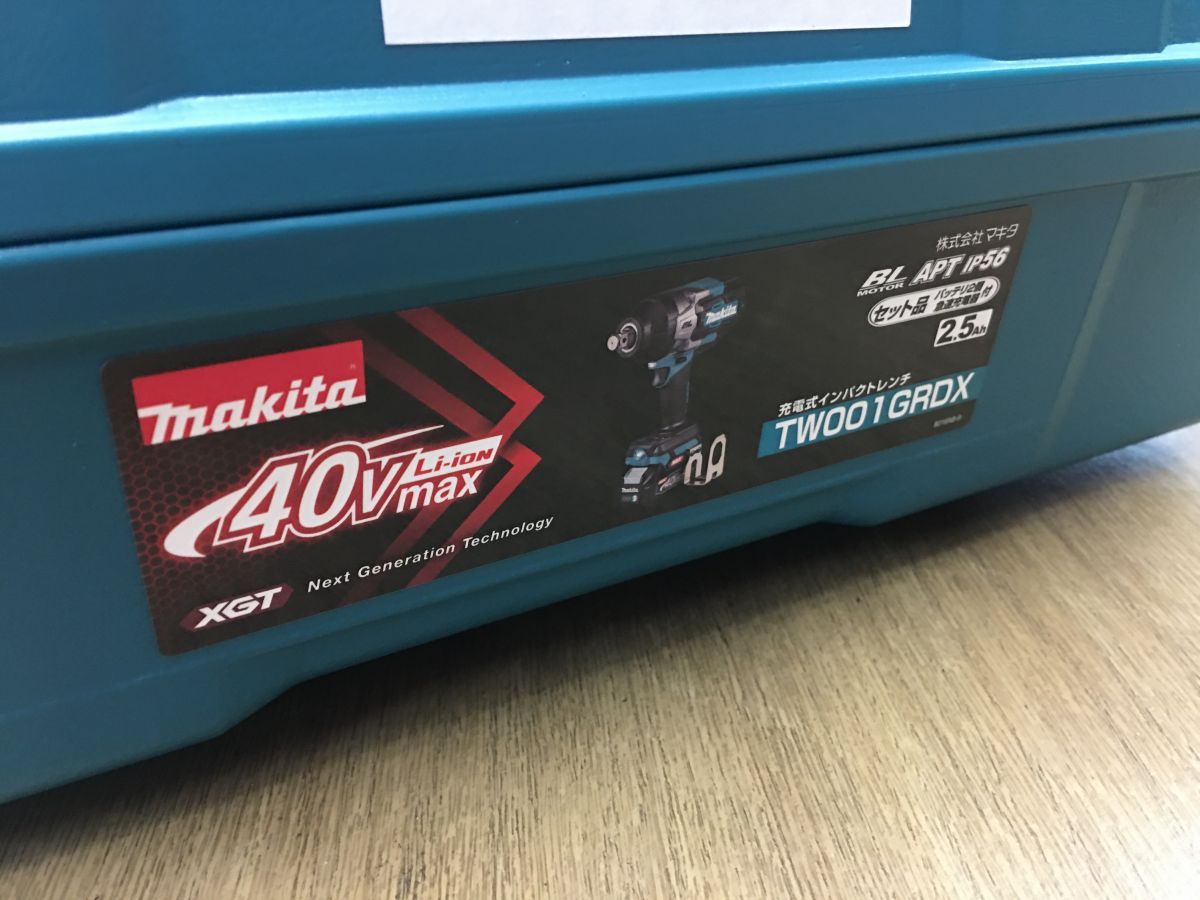 makita
40Vmax Li-ion
XGT Next Generation Technology
株式会社 マキタ
BL MOTOR APT IP56
セット品 バッテリ2個 急速充電器 付
2.5Ah
充電式インパクトレンチ
TW001GRDX
makita